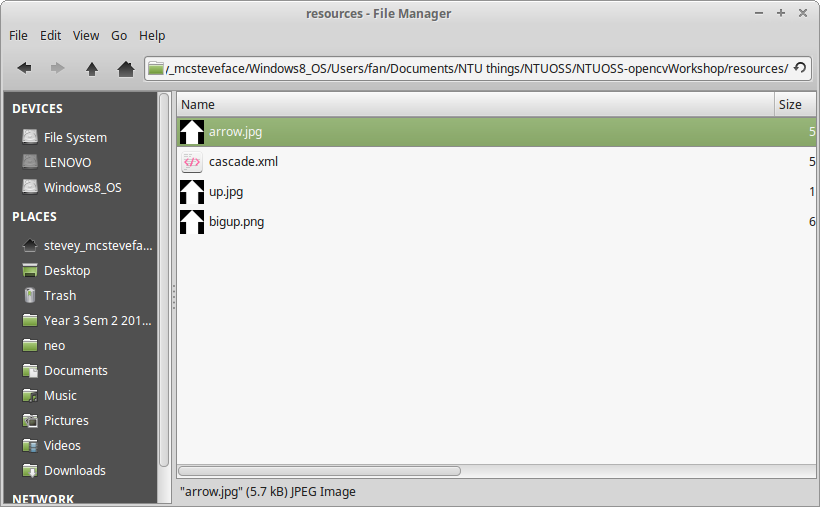 resources - File Manager
File Edit View Go Help
y_mcsteveface/Windows8_OS/Users/fan/Documents/NTU things/NTUOSS/NTUOSS-opencvWorkshop/resources/
DEVICES
File System
LENOVO
Windows8_OS
PLACES
stevey_mcstevefa...
Desktop
Trash
Year 3 Sem 2 201...
neo
Documents
Music
Pictures
Videos
Downloads
NETWORK
Name Size
arrow.jpg 5
cascade.xml 5
up.jpg 1
bigup.png 6
"arrow.jpg" (5.7 kB) JPEG Image